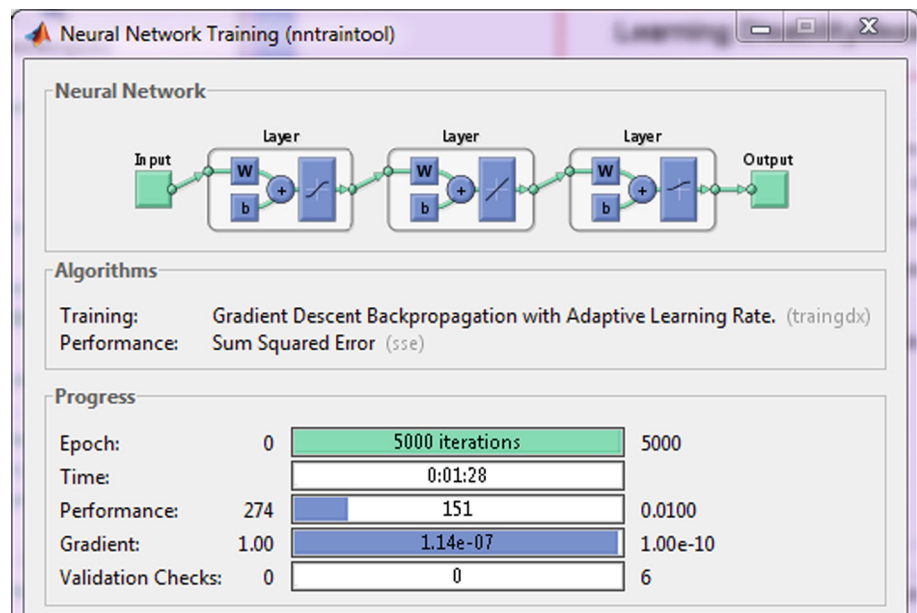 Neural Network Training (nntraintool)
Neural Network
Layer Layer Layer
Input Output
W W W
+ + +
b b b
Algorithms
Training: Gradient Descent Backpropagation with Adaptive Learning Rate. (traingdx)
Performance: Sum Squared Error (sse)
Progress
Epoch: 0 5000 iterations 5000
Time: 0:01:28
Performance: 274 151 0.0100
Gradient: 1.00 1.14e-07 1.00e-10
Validation Checks: 0 0 6